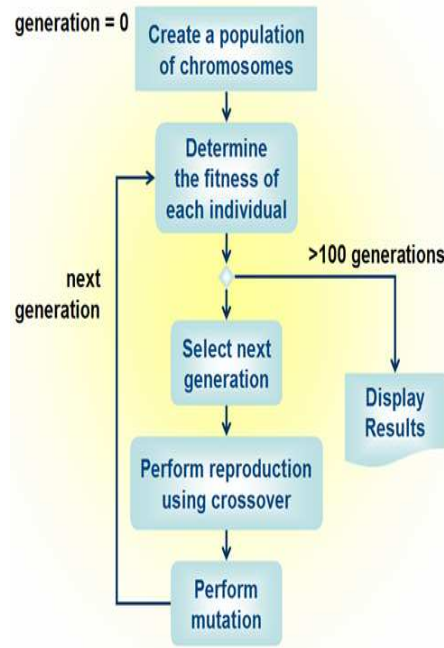 generation = 0
Create a population
of chromosomes
Determine
the fitness of
each individual
>100 generations
next
generation
Select next
generation
Display
Results
Perform reproduction
using crossover
Perform
mutation